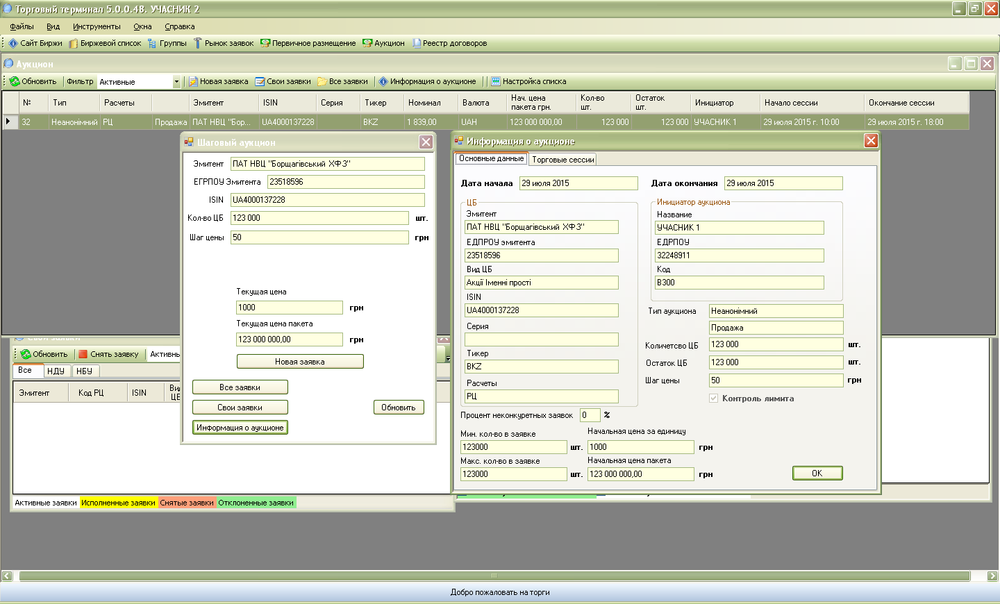 Торговый терминал 5.0.0.48. УЧАСНИК 2
Файлы Вид Инструменты Окна Справка
Сайт Биржи Биржевой список Группы Рынок заявок Первичное размещение Аукцион Реестр договоров
Аукцион
Обновить Фильтр Активные Новая заявка Свои заявки Все заявки Информация о аукционе Настройка списка
№ Тип Расчеты Эмитент ISIN Серия Тикер Номинал Валюта Нач. цена пакета грн. Кол-во шт. Остаток шт. Инициатор Начало сессии Окончание сессии
32 Неанонімний РЦ Продажа ПАТ НВЦ "Бор... UA4000137228 BKZ 1 839,00 UAH 123 000 000,00 123 000 123 000 УЧАСНИК 1 29 июля 2015 г. 10:00 29 июля 2015 г. 18:00
Шаговый аукцион
Эмитент ПАТ НВЦ "Борщагівський ХФЗ"
ЕГРПОУ Эмитента 23518596
ISIN UA4000137228
Кол-во ЦБ 123 000 шт.
Шаг цены 50 грн
Текущая цена
1000 грн
Текущая цена пакета
123 000 000,00 грн
Новая заявка
Все заявки
Свои заявки Обновить
Информация о аукционе
Информация о аукционе
Основные данные Торговые сессии
Дата начала 29 июля 2015 Дата окончания 29 июля 2015
ЦБ
Эмитент
ПАТ НВЦ "Борщагівський ХФЗ"
ЕДПРОУ эмитента
23518596
Вид ЦБ
Акції Іменні прості
ISIN
UA4000137228
Серия
Тикер
BKZ
Расчеты
РЦ
Инициатор аукциона
Название
УЧАСНИК 1
ЕДРПОУ
32248911
Код
B300
Тип аукциона Неанонімний
Продажа
Количетсво ЦБ 123 000 шт.
Остаток ЦБ 123 000 шт.
Шаг цены 50 грн
Контроль лимита
Процент неконкуретных заявок 0 %
Мин. кол-во в заявке Начальная цена за единицу
123000 шт. 1000 грн
Макс. кол-во в заявке Начальная цена пакета
123000 шт. 123 000 000,00 грн
OK
Свои заявки
Обновить Снять заявку Активнь
Все НДУ НБУ
Эмитент Код РЦ ISIN Вид ЦБ
Активные заявки Исполненные заявки Снятые заявки Отклоненные заявки
Добро пожаловать на торги